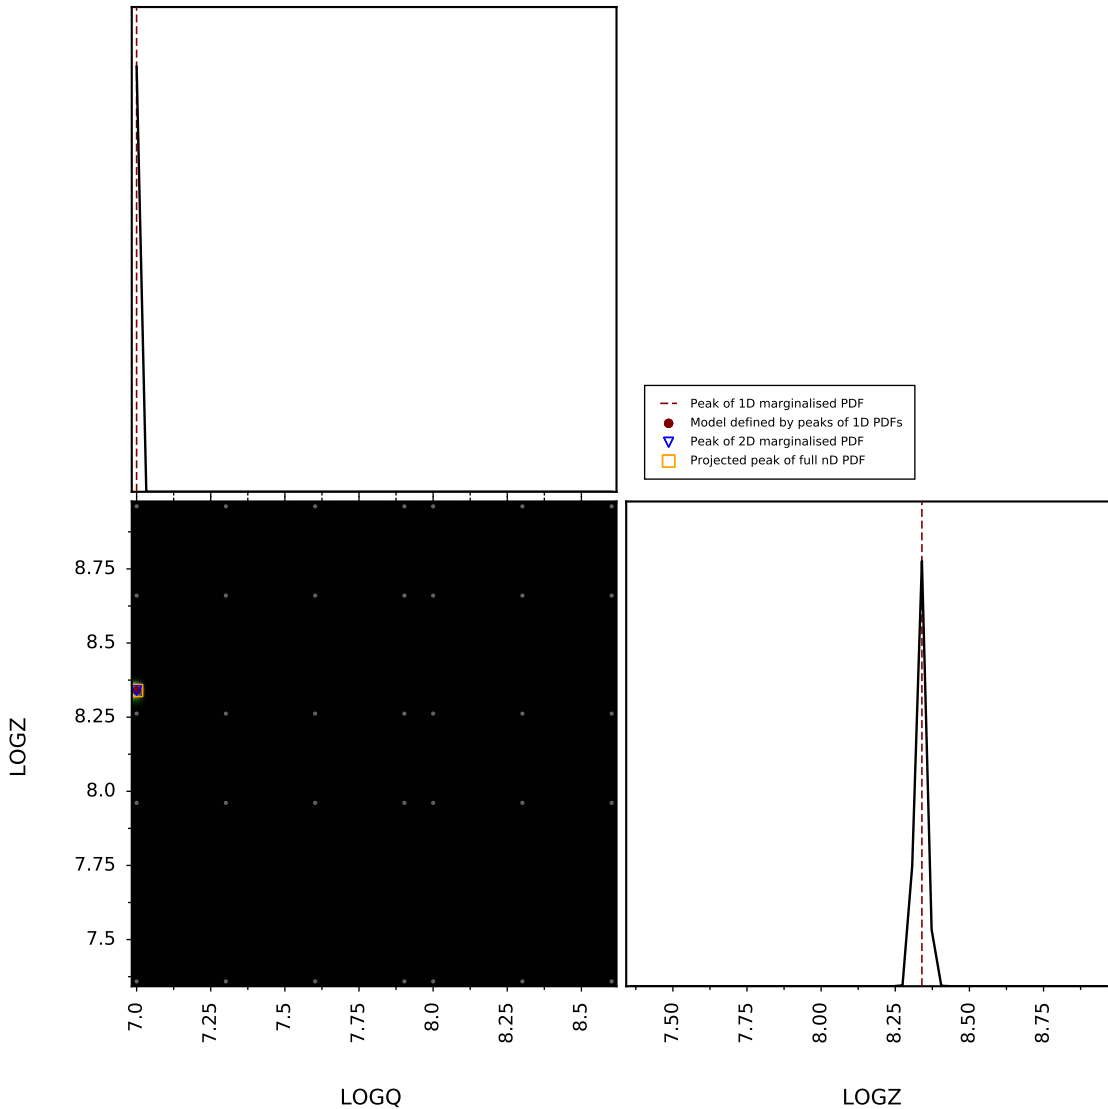 Peak of 1D marginalised PDF
Model defined by peaks of 1D PDFs
Peak of 2D marginalised PDF
Projected peak of full nD PDF
8.75
8.5
8.25
8.0
7.75
7.5
LOGZ
7.0 7.25 7.5 7.75 8.0 8.25 8.5
7.50 7.75 8.00 8.25 8.50 8.75
LOGQ
LOGZ